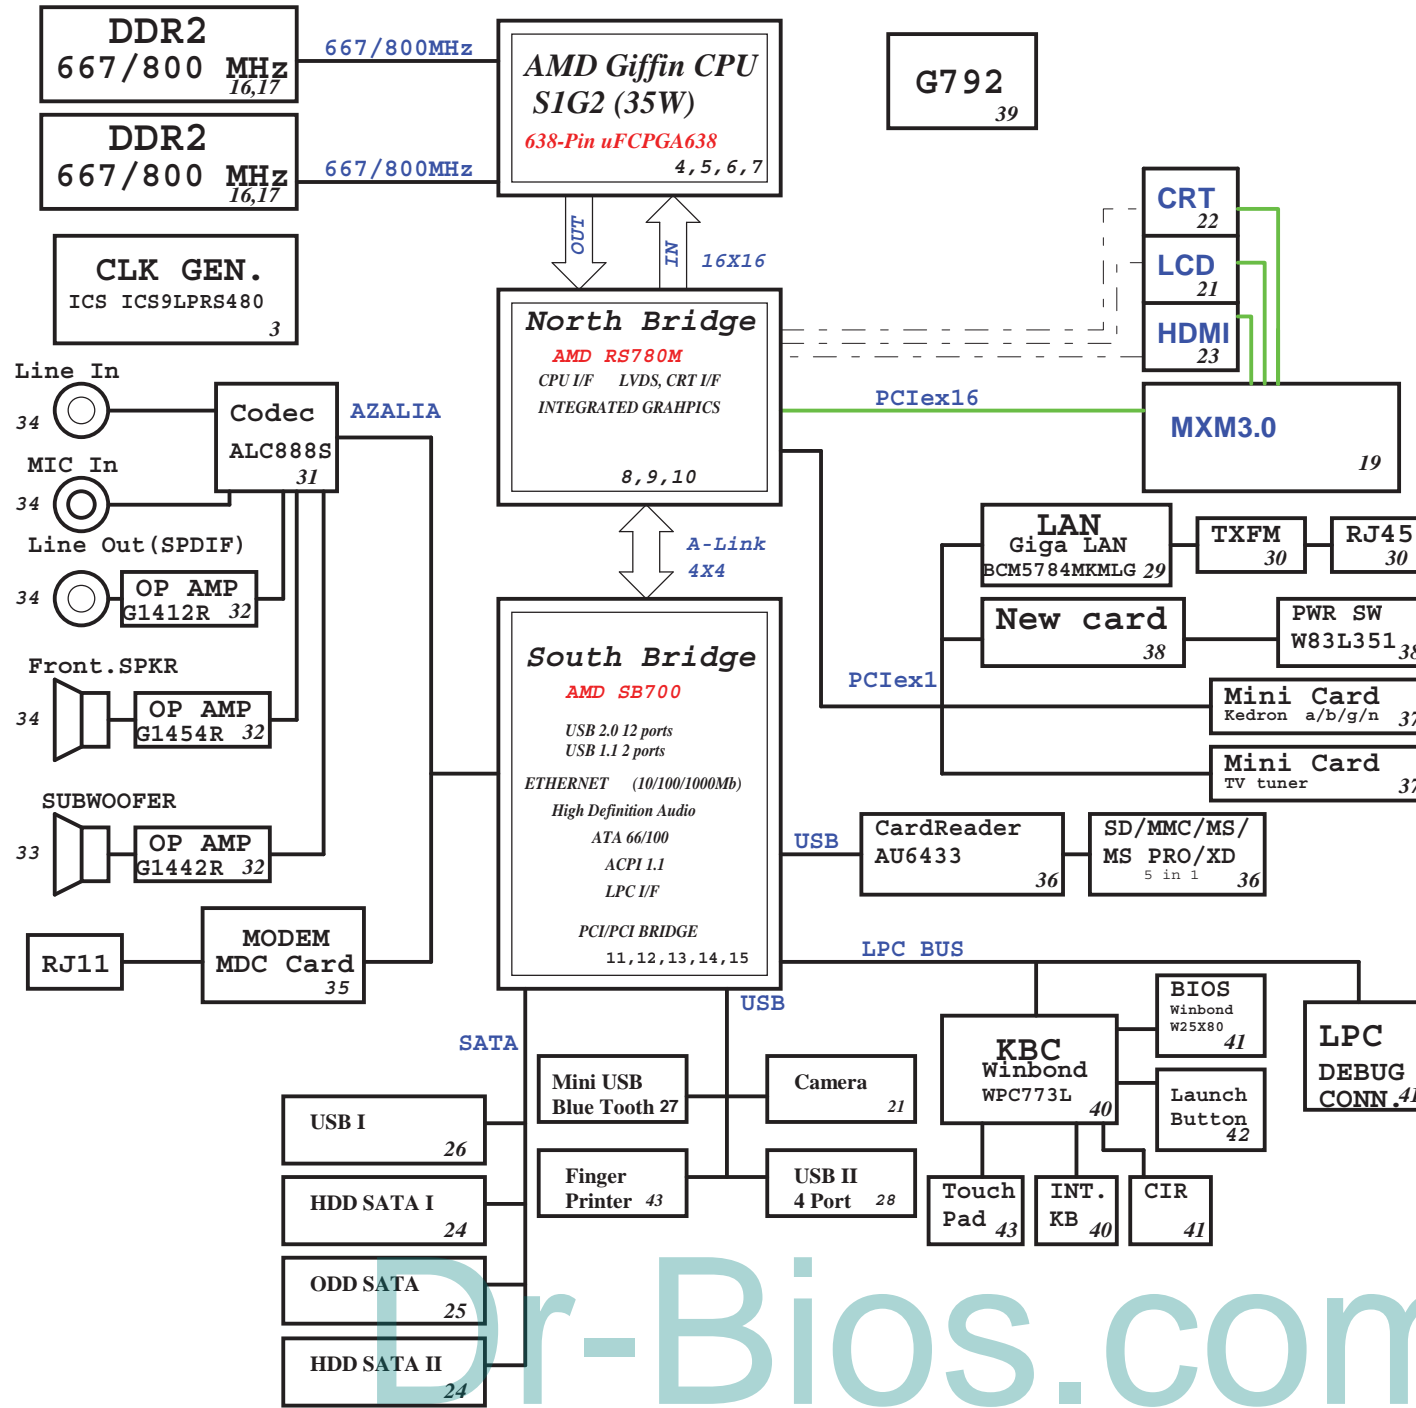 DDR2
667/800 MHz
16,17
667/800MHz
DDR2
667/800 MHz
16,17
667/800MHz
AMD Giffin CPU
S1G2 (35W)
638-Pin uFCPGA638
4,5,6,7
G792
39
CLK GEN.
ICS ICS9LPRS480
3
OUT
IN
16X16
CRT
22
LCD
21
HDMI
23
North Bridge
AMD RS780M
CPU I/F LVDS, CRT I/F
INTEGRATED GRAHPICS
8,9,10
PCIex16
MXM3.0
19
Line In
34
Codec
ALC888S
31
AZALIA
MIC In
34
Line Out(SPDIF)
34
OP AMP
G1412R 32
Front.SPKR
34
OP AMP
G1454R 32
SUBWOOFER
33
OP AMP
G1442R 32
RJ11
MODEM
MDC Card
35
A-Link
4X4
South Bridge
AMD SB700
USB 2.0 12 ports
USB 1.1 2 ports
ETHERNET (10/100/1000Mb)
High Definition Audio
ATA 66/100
ACPI 1.1
LPC I/F
PCI/PCI BRIDGE
11,12,13,14,15
LAN
Giga LAN
BCM5784MKMLG 29
TXFM
30
RJ45
30
New card
38
PWR SW
W83L351
38
PCIex1
Mini Card
Kedron a/b/g/n 37
Mini Card
TV tuner 37
USB
CardReader
AU6433
36
SD/MMC/MS/
MS PRO/XD
5 in 1 36
LPC BUS
KBC
Winbond
WPC773L
40
BIOS
Winbond
W25X80
41
Launch
Button
42
LPC
DEBUG
CONN.41
Touch
Pad 43
INT.
KB 40
CIR
41
USB
SATA
Mini USB
Blue Tooth 27
Camera
21
Finger
Printer 43
USB II
4 Port 28
USB I
26
HDD SATA I
24
ODD SATA
25
HDD SATA II
24
Dr-Bios.com